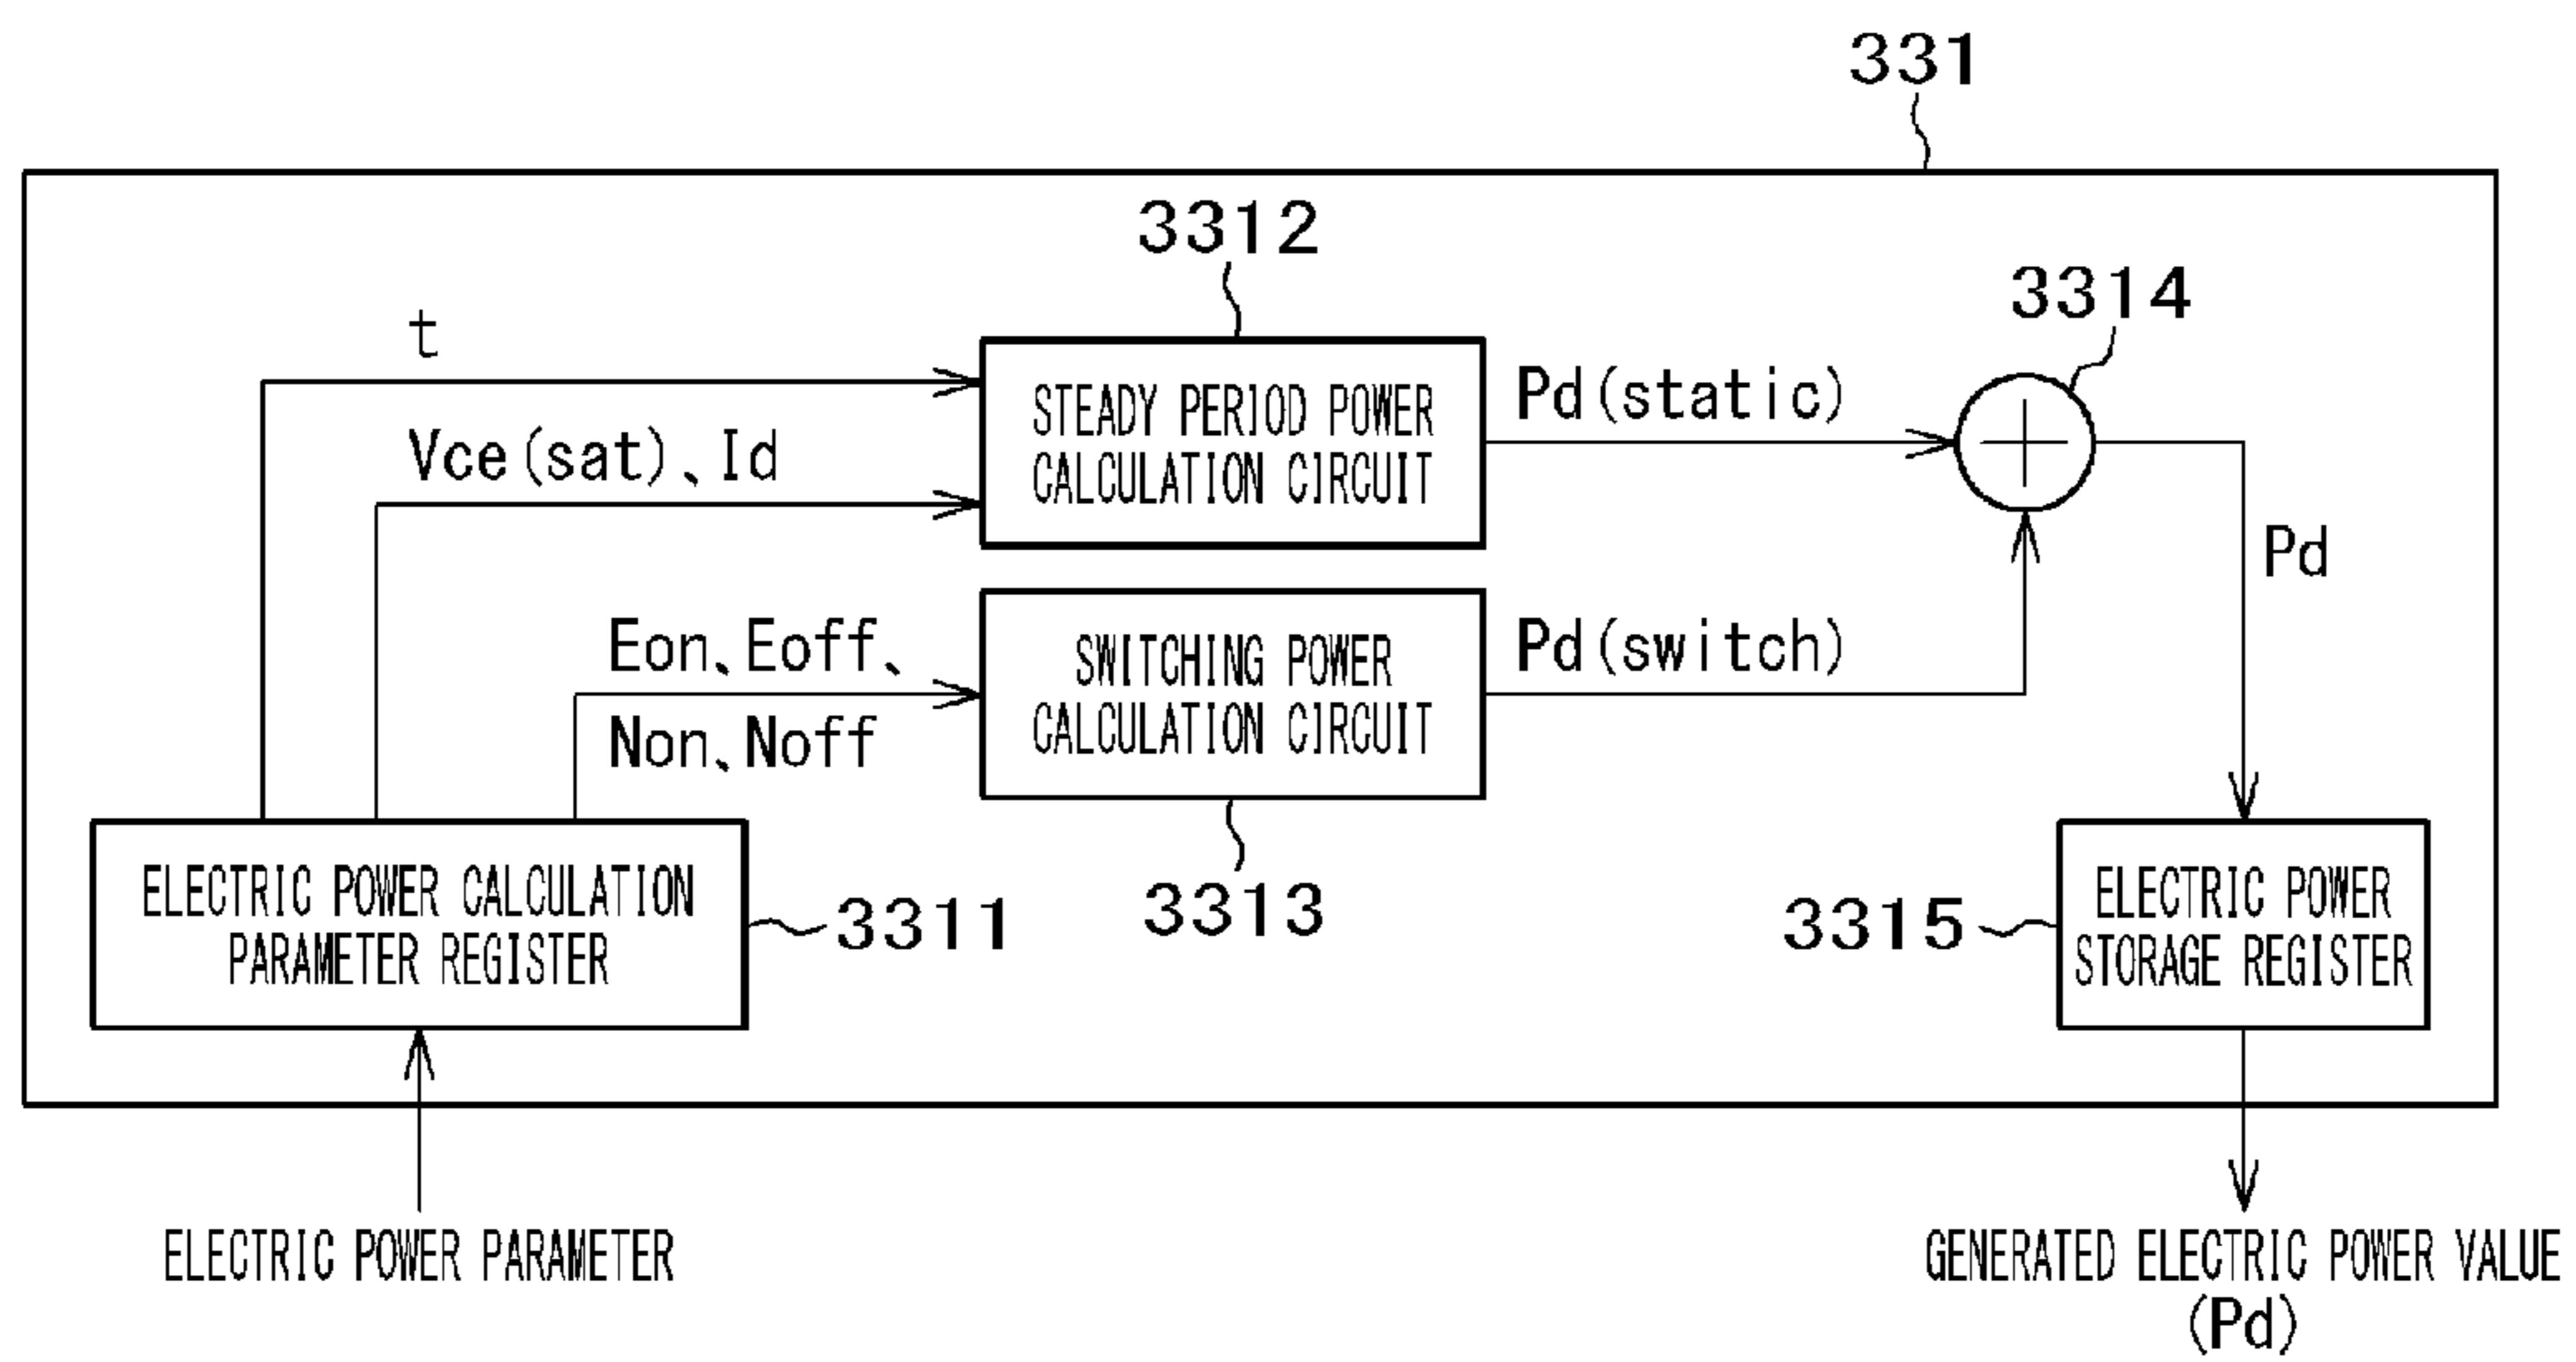 331
3312
3314
t
STEADY PERIOD POWER
CALCULATION CIRCUIT
Pd(static)
Vce(sat)、Id
Pd
Eon、Eoff、
Non、Noff
SWITCHING POWER
CALCULATION CIRCUIT
Pd(switch)
ELECTRIC POWER CALCULATION
PARAMETER REGISTER
3311
3313
3315
ELECTRIC POWER
STORAGE REGISTER
ELECTRIC POWER PARAMETER
GENERATED ELECTRIC POWER VALUE
(Pd)